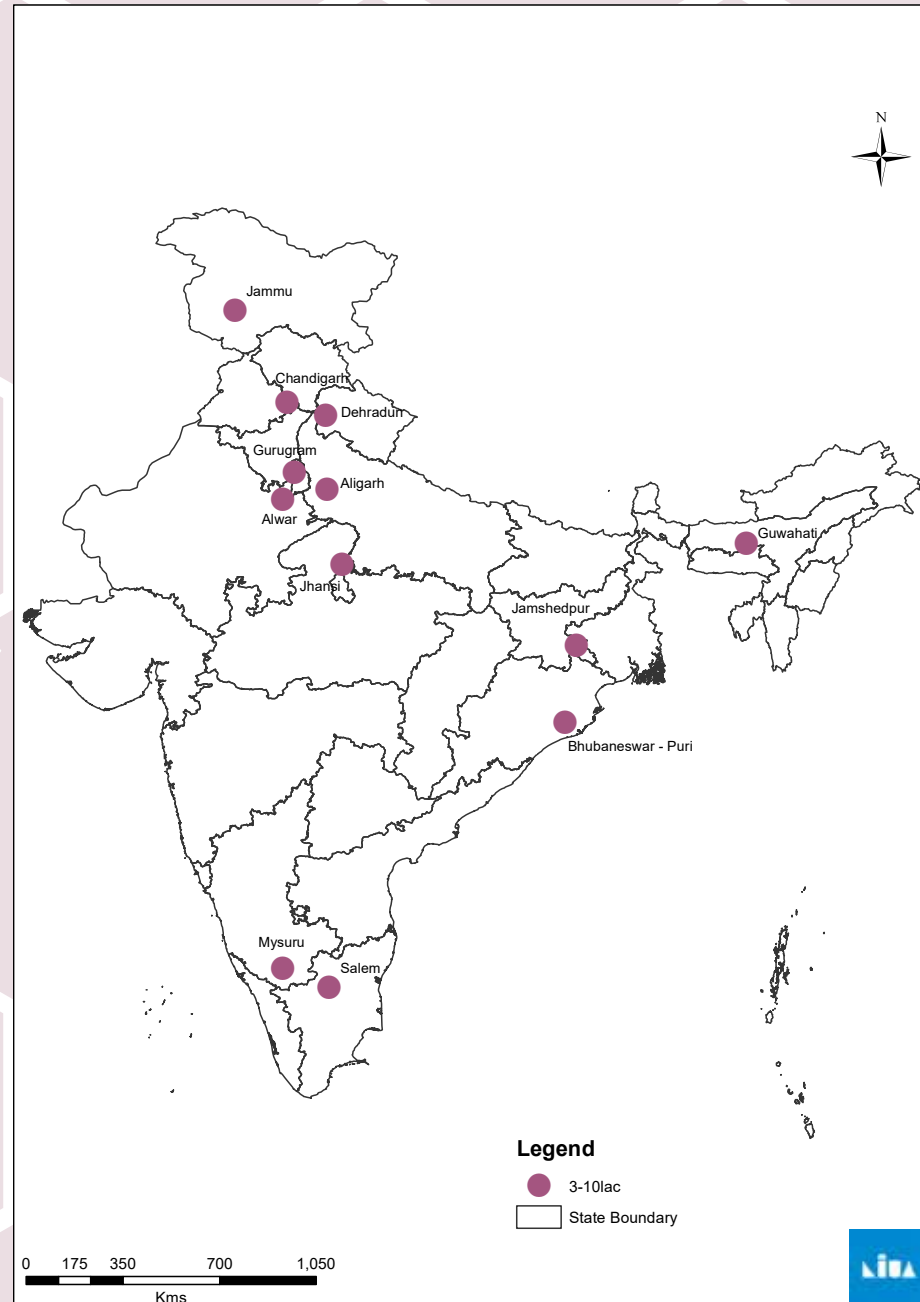 N
Jammu
Chandigarh
Dehradun
Gurugram
Aligarh
Alwar
Guwahati
Jhansi
Jamshedpur
Bhubaneswar - Puri
Mysuru
Salem
Legend
3-10lac
State Boundary
0 175 350 700 1,050
Kms
NIUA